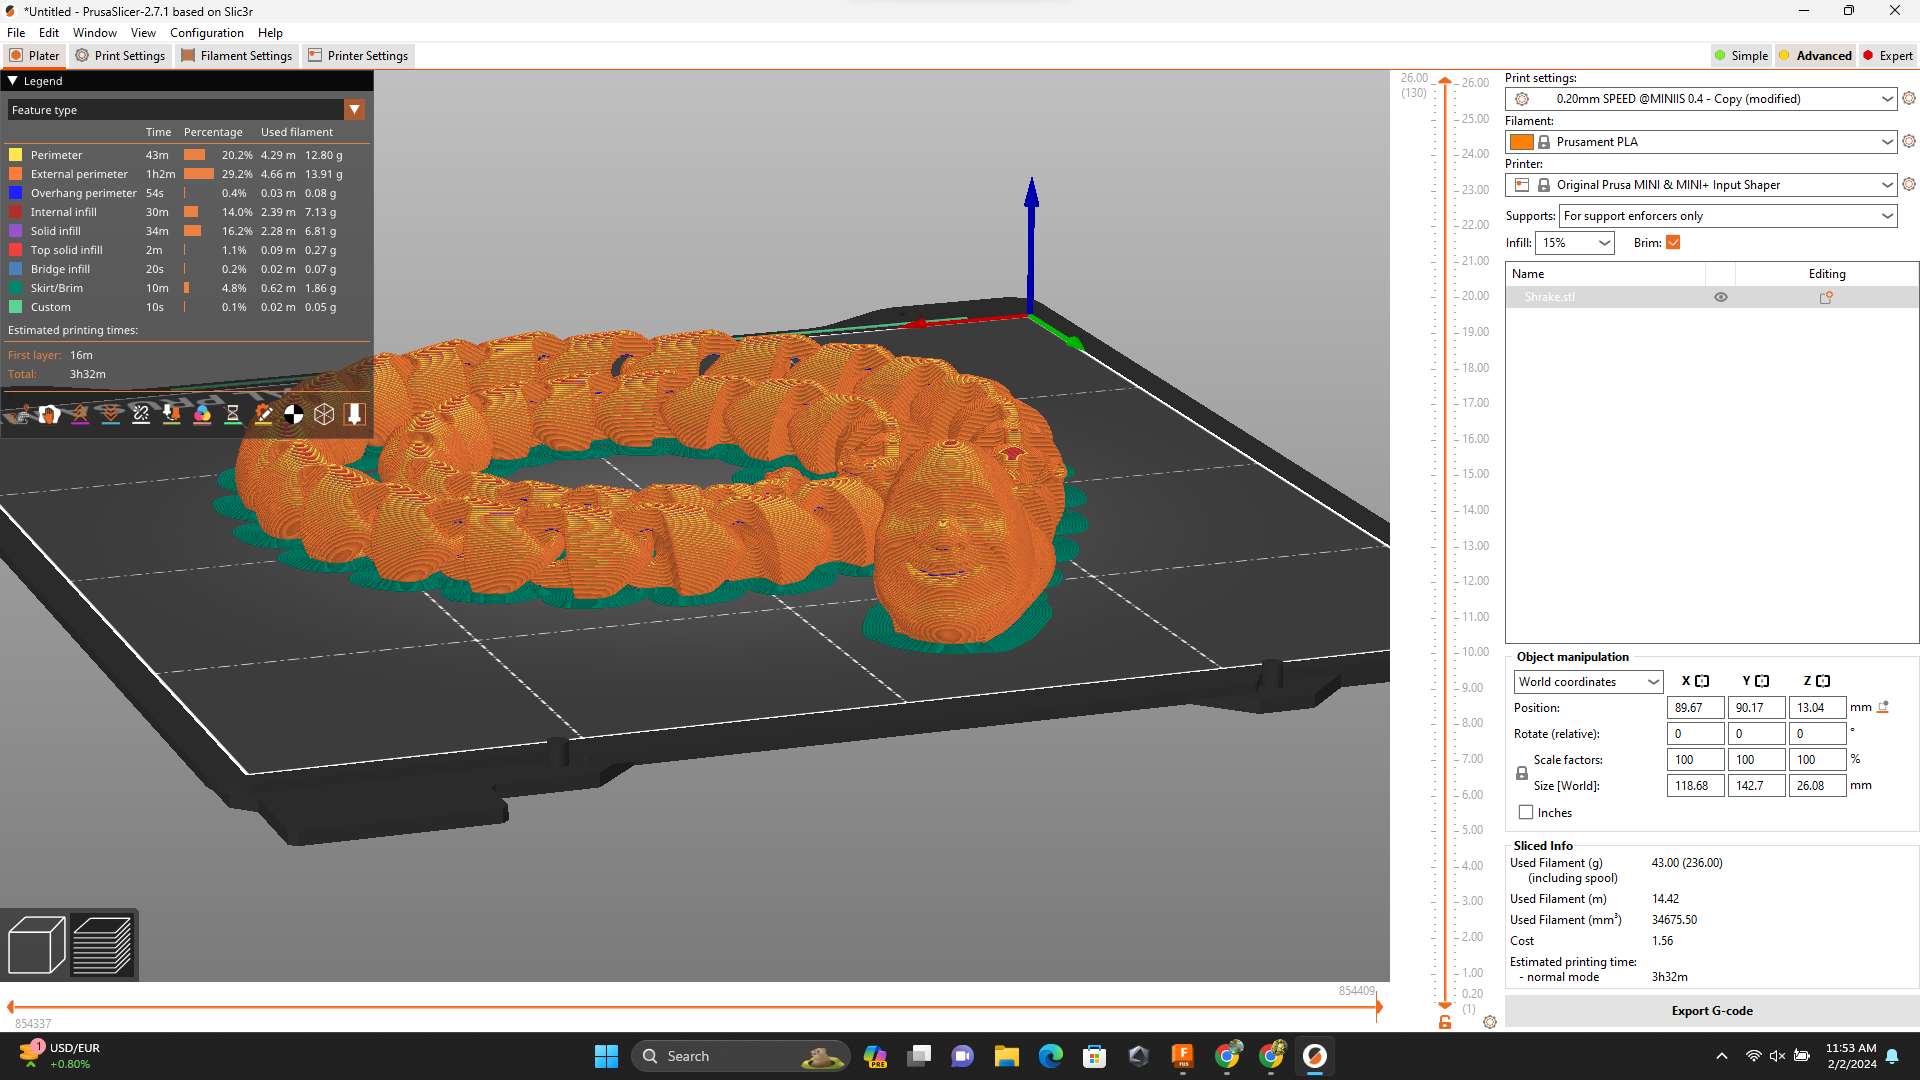 *Untitled - PrusaSlicer-2.7.1 based on Slic3r
File Edit Window View Configuration Help
Plater Print Settings Filament Settings Printer Settings Simple Advanced Expert
Legend
Feature type
Time Percentage Used filament
Perimeter 43m 20.2% 4.29 m 12.80 g
External perimeter 1h2m 29.2% 4.66 m 13.91 g
Overhang perimeter 54s 0.4% 0.03 m 0.08 g
Internal infill 30m 14.0% 2.39 m 7.13 g
Solid infill 34m 16.2% 2.28 m 6.81 g
Top solid infill 2m 1.1% 0.09 m 0.27 g
Bridge infill 20s 0.2% 0.02 m 0.07 g
Skirt/Brim 10m 4.8% 0.62 m 1.86 g
Custom 10s 0.1% 0.02 m 0.05 g
Estimated printing times:
First layer: 16m
Total: 3h32m
26.00
(130)
26.00
25.00
24.00
23.00
22.00
21.00
20.00
19.00
18.00
17.00
16.00
15.00
14.00
13.00
12.00
11.00
10.00
9.00
8.00
7.00
6.00
5.00
4.00
3.00
2.00
1.00
0.20
(1)
854409
854337
Print settings:
0.20mm SPEED @MINIIS 0.4 - Copy (modified)
Filament:
Prusament PLA
Printer:
Original Prusa MINI & MINI+ Input Shaper
Supports: For support enforcers only
Infill: 15% Brim:
Name Editing
Shrake.stl
Object manipulation
World coordinates X Y Z
Position: 89.67 90.17 13.04 mm
Rotate (relative): 0 0 0 °
Scale factors: 100 100 100 %
Size [World]: 118.68 142.7 26.08 mm
Inches
Sliced Info
Used Filament (g) 43.00 (236.00)
(including spool)
Used Filament (m) 14.42
Used Filament (mm³) 34675.50
Cost 1.56
Estimated printing time:
- normal mode 3h32m
Export G-code
1 USD/EUR
+0.80%
Search
PRE
F
FUS
11:53 AM
2/2/2024